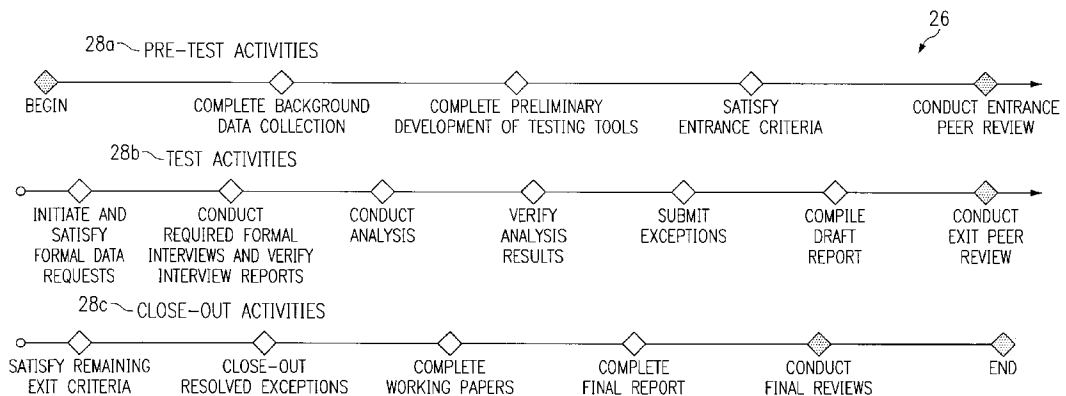 26
28a PRE-TEST ACTIVITIES
BEGIN
COMPLETE BACKGROUND
DATA COLLECTION
COMPLETE PRELIMINARY
DEVELOPMENT OF TESTING TOOLS
SATISFY
ENTRANCE CRITERIA
CONDUCT ENTRANCE
PEER REVIEW
28b TEST ACTIVITIES
INITIATE AND
SATISFY
FORMAL DATA
REQUESTS
CONDUCT
REQUIRED FORMAL
INTERVIEWS AND VERIFY
INTERVIEW REPORTS
CONDUCT
ANALYSIS
VERIFY
ANALYSIS
RESULTS
SUBMIT
EXCEPTIONS
COMPILE
DRAFT
REPORT
CONDUCT
EXIT PEER
REVIEW
28c CLOSE-OUT ACTIVITIES
SATISFY REMAINING
EXIT CRITERIA
CLOSE-OUT
RESOLVED EXCEPTIONS
COMPLETE
WORKING PAPERS
COMPLETE
FINAL REPORT
CONDUCT
FINAL REVIEWS
END